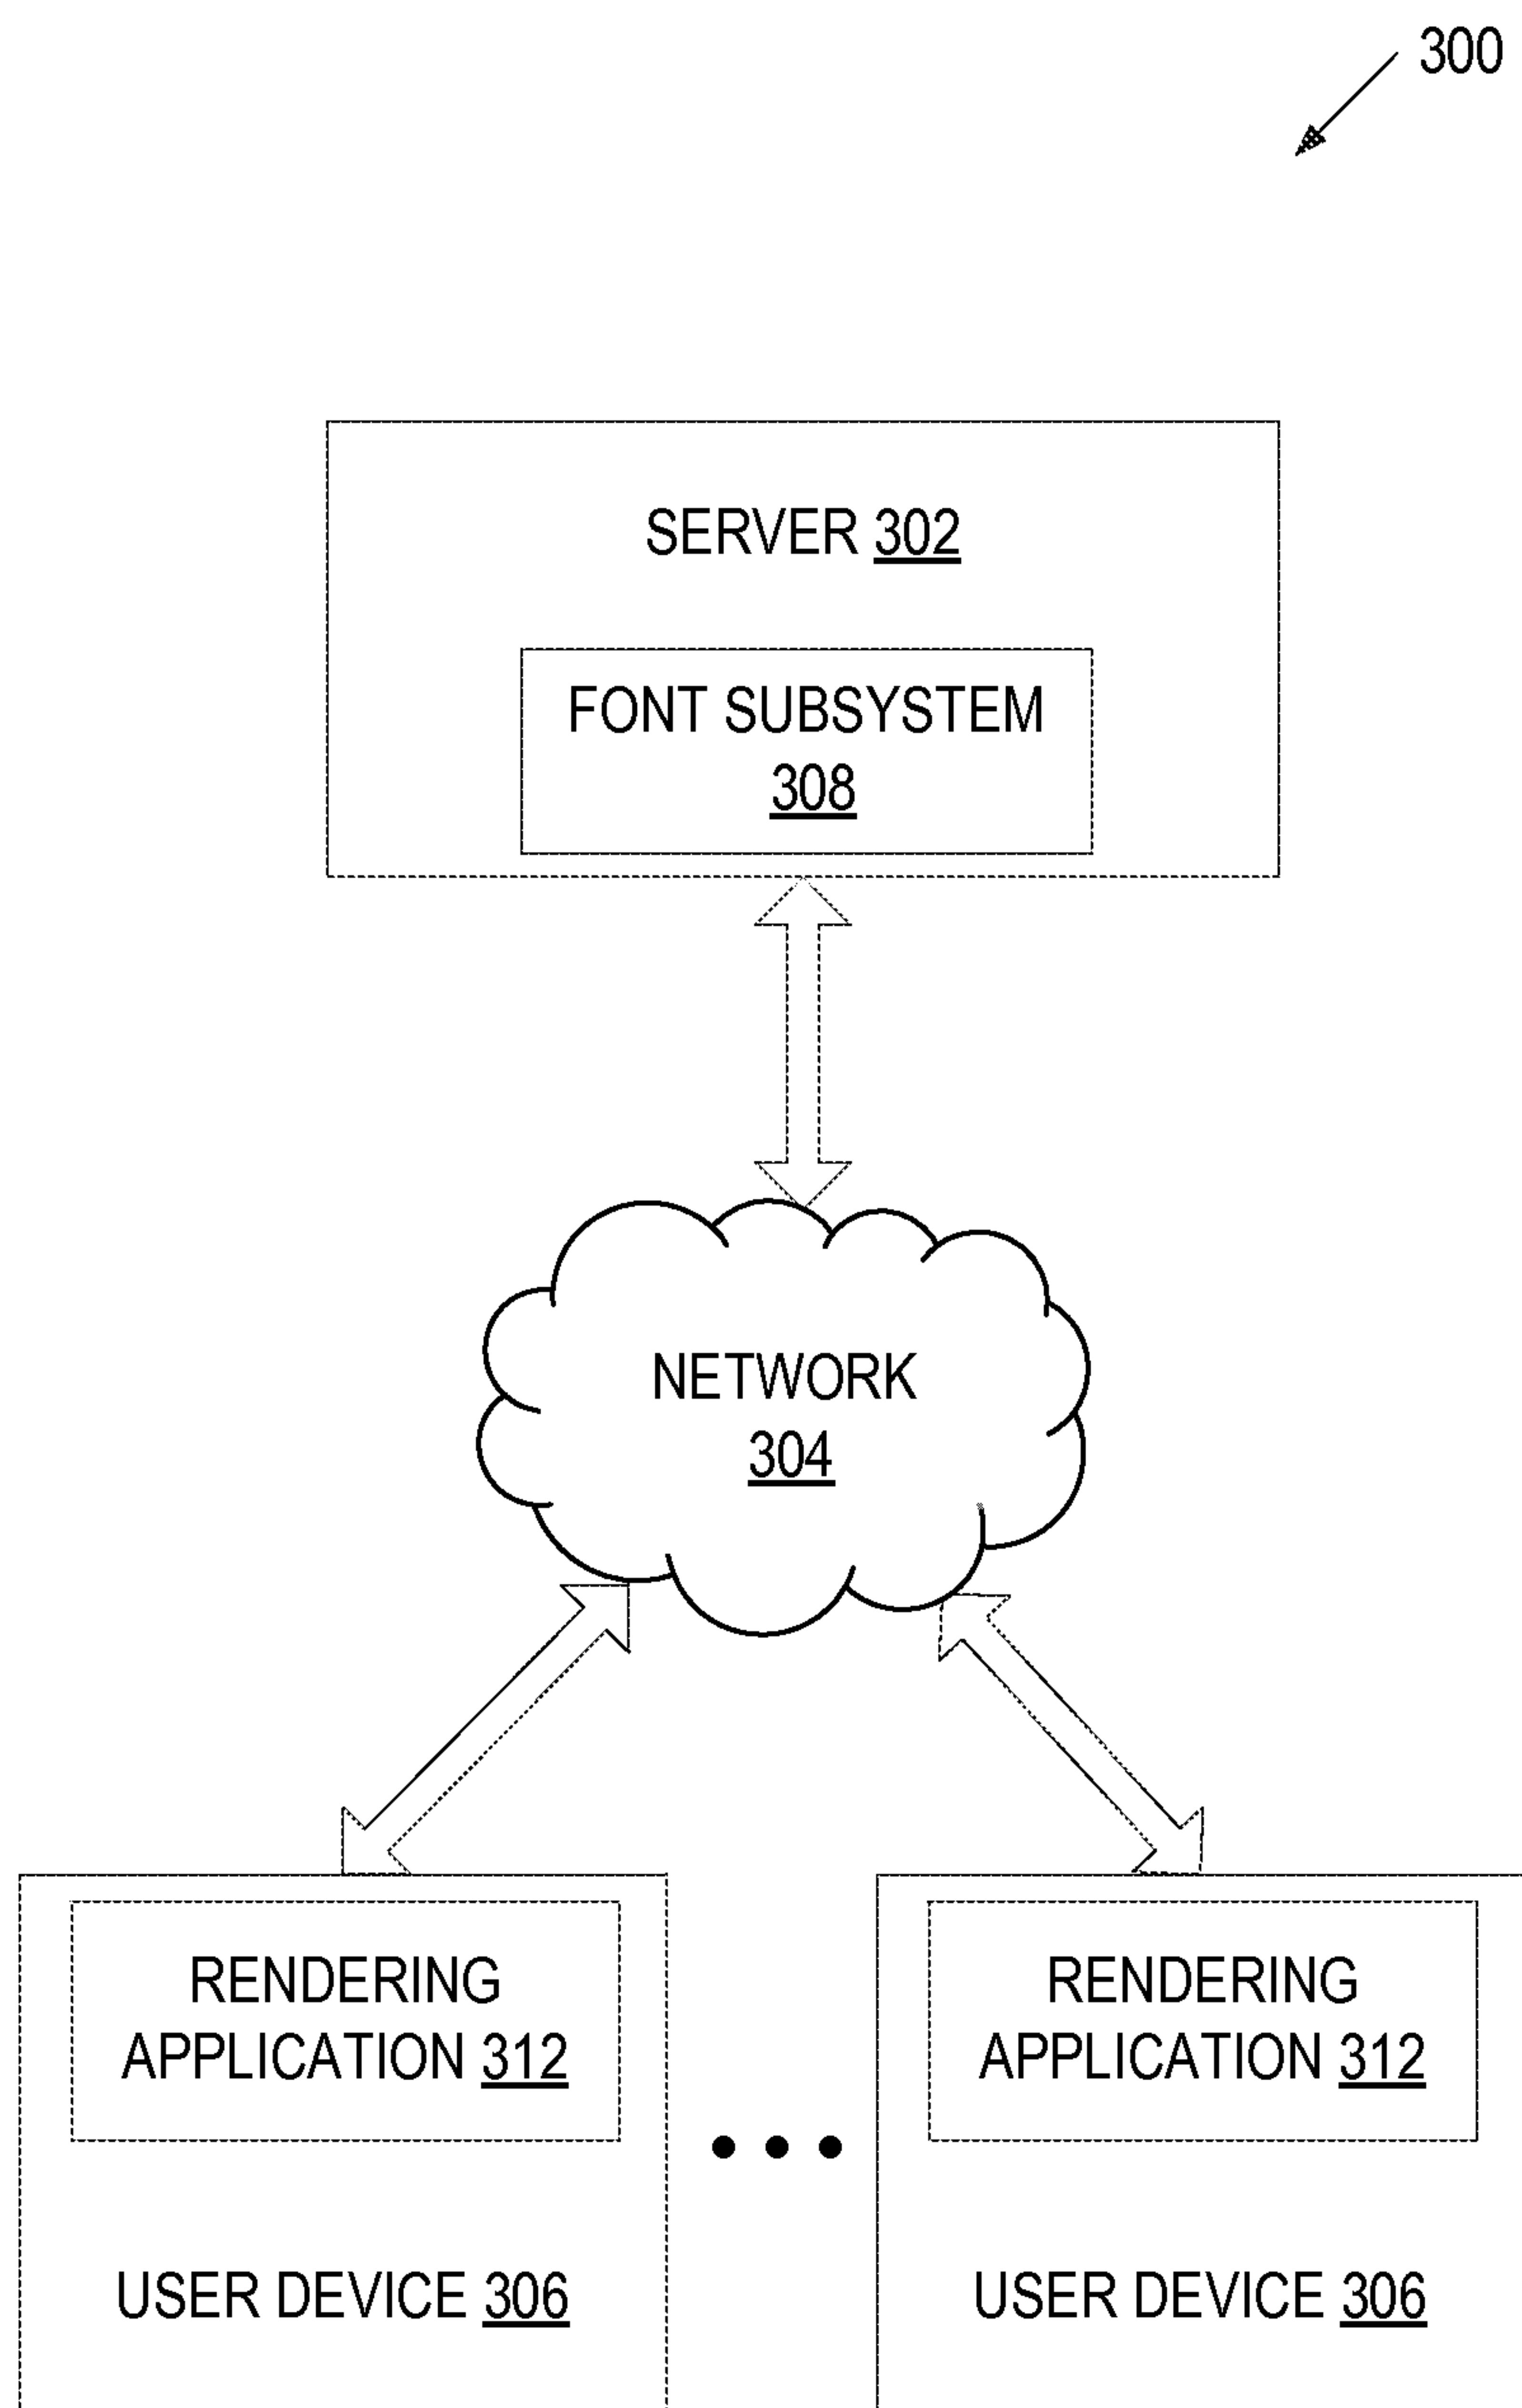 300
SERVER 302
FONT SUBSYSTEM
308
NETWORK
304
RENDERING
APPLICATION 312
USER DEVICE 306
RENDERING
APPLICATION 312
USER DEVICE 306